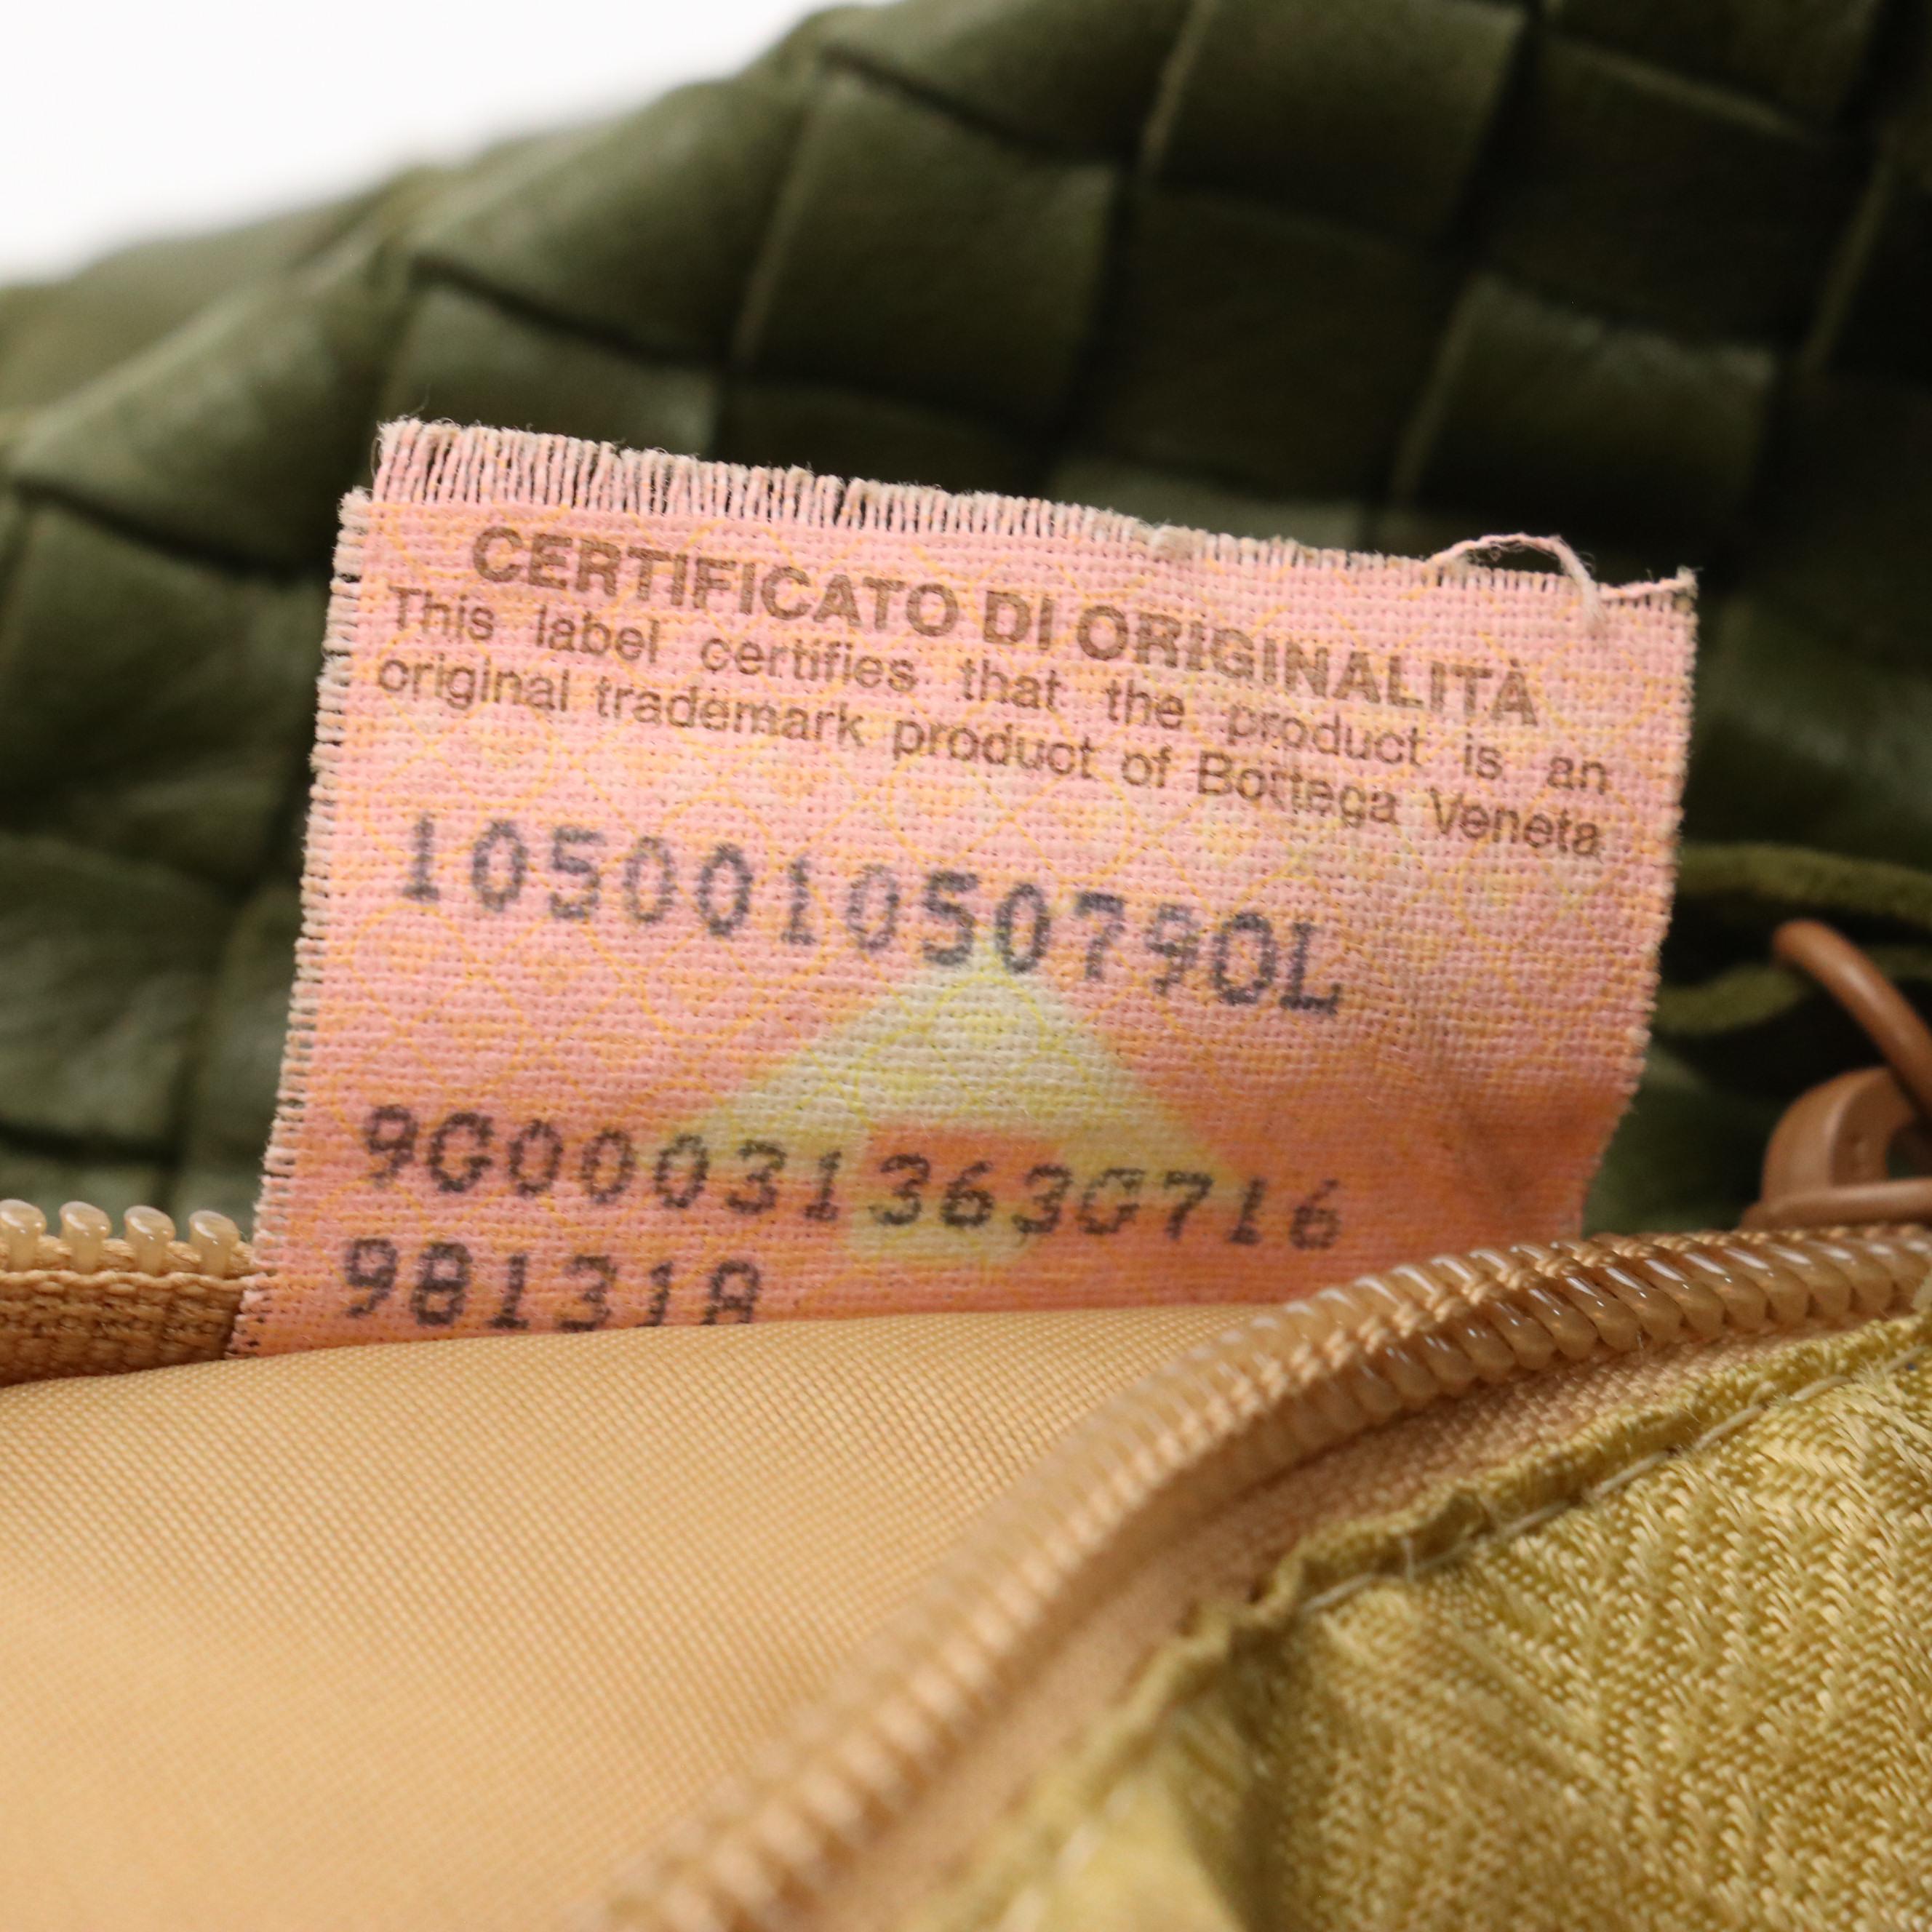 CERTIFICATO DI ORIGINALITÀ
This label certifies that the product is an
original trademark product of Bottega Veneta
105001050790L
9G000313630716
981318